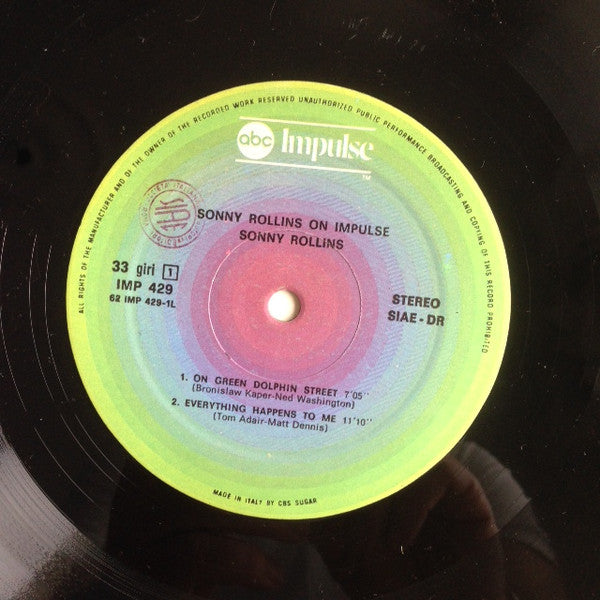 ALL RIGHTS OF THE MANUFACTURER AND OF THE OWNER OF THE RECORDED WORK RESERVED UNAUTHORIZED PUBLIC PERFORMANCE BROADCASTING AND COPYING OF THIS RECORD PROHIBITED
abc Impulse
TM
SONNY ROLLINS ON IMPULSE
SONNY ROLLINS
33 giri 1
IMP 429
62 IMP 429-1L
STEREO
SIAE - DR
1. ON GREEN DOLPHIN STREET 7'05"
(Bronislaw Kaper-Ned Washington)
2. EVERYTHING HAPPENS TO ME 11'10"
(Tom Adair-Matt Dennis)
MADE IN ITALY BY CBS SUGAR